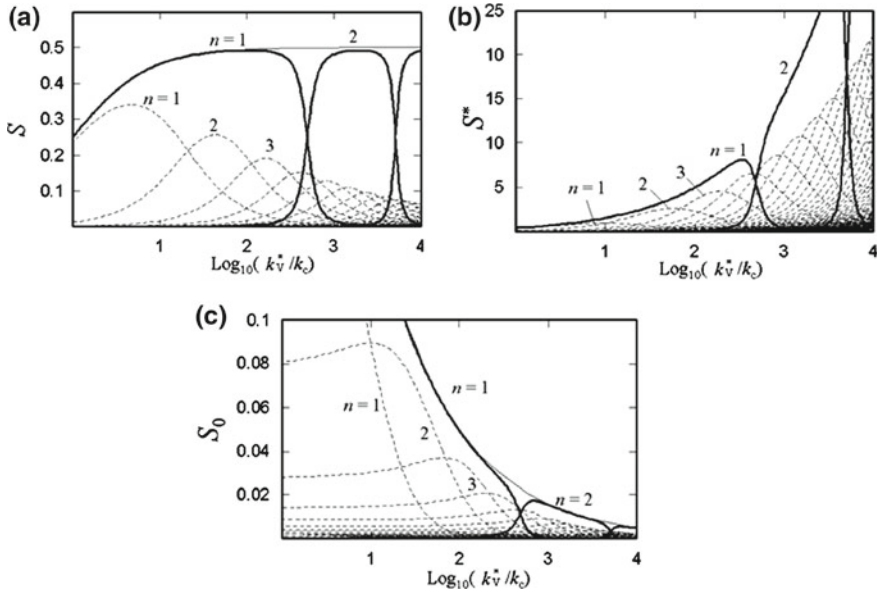 (a)
0.5
0.4
0.3
0.2
0.1
S
n = 1
2
n = 1
2
3
1
2
3
4
Log10( k*V /kc)
(b)
25
20
15
10
5
S*
2
n = 1
3
2
n = 1
1
2
3
4
Log10( k*V /kc)
(c)
0.1
0.08
0.06
0.04
0.02
S0
n = 1
n = 1
2
3
n = 2
1
2
3
4
Log10( k*V /kc)